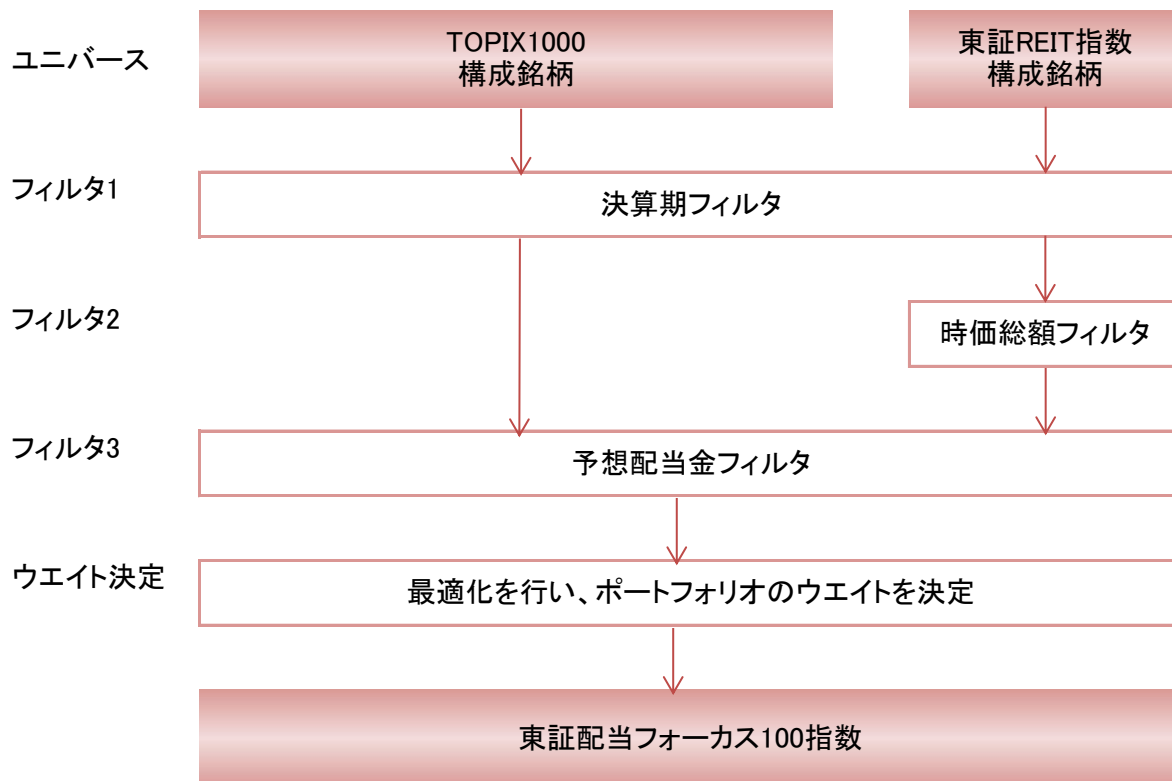 ユニバース
TOPIX1000
構成銘柄
東証REIT指数
構成銘柄
フィルタ1
決算期フィルタ
フィルタ2
時価総額フィルタ
フィルタ3
予想配当金フィルタ
ウエイト決定
最適化を行い、ポートフォリオのウエイトを決定
東証配当フォーカス100指数